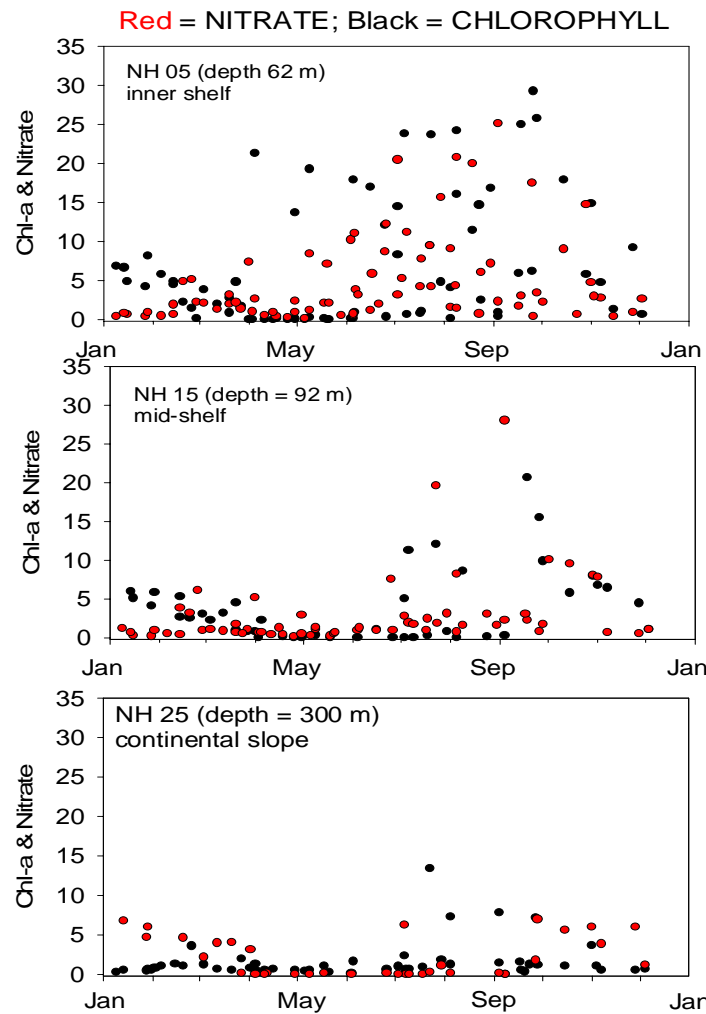 Red = NITRATE; Black = CHLOROPHYLL
35
30
25
20
15
10
5
0
Chl-a & Nitrate
NH 05 (depth 62 m)
inner shelf
Jan May Sep Jan
35
30
25
20
15
10
5
0
Chl-a & Nitrate
NH 15 (depth = 92 m)
mid-shelf
Jan May Sep Jan
35
30
25
20
15
10
5
0
Chl-a & Nitrate
NH 25 (depth = 300 m)
continental slope
Jan May Sep Jan